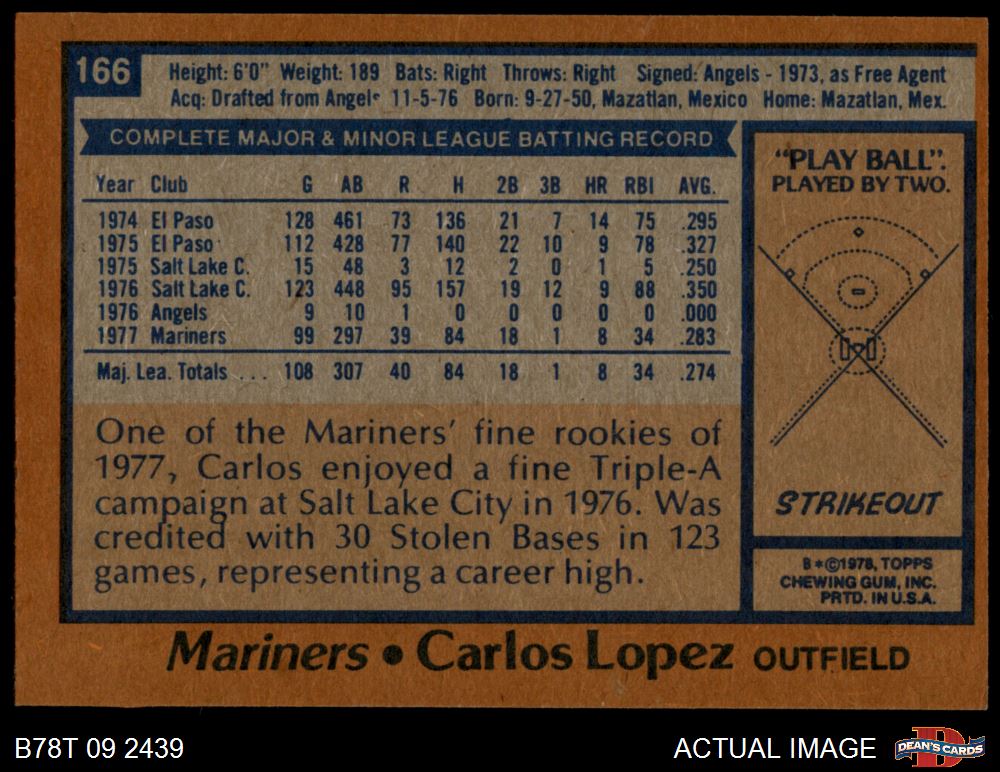 166
Height: 6'0" Weight: 189 Bats: Right Throws: Right Signed: Angels - 1973, as Free Agent
Acq: Drafted from Angels 11-5-76 Born: 9-27-50, Mazatlan, Mexico Home: Mazatlan, Mex.
COMPLETE MAJOR & MINOR LEAGUE BATTING RECORD
Year Club G AB R H 2B 3B HR RBI AVG.
1974 El Paso 128 461 73 136 21 7 14 75 .295
1975 El Paso 112 428 77 140 22 10 9 78 .327
1975 Salt Lake C. 15 48 3 12 2 0 1 5 .250
1976 Salt Lake C. 123 448 95 157 19 12 9 88 .350
1976 Angels 9 10 1 0 0 0 0 0 .000
1977 Mariners 99 297 39 84 18 1 8 34 .283
Maj. Lea. Totals ... 108 307 40 84 18 1 8 34 .274
One of the Mariners' fine rookies of
1977, Carlos enjoyed a fine Triple-A
campaign at Salt Lake City in 1976. Was
credited with 30 Stolen Bases in 123
games, representing a career high.
"PLAY BALL".
PLAYED BY TWO.
STRIKEOUT
B*©1978, TOPPS
CHEWING GUM, INC.
PRTD. IN U.S.A.
Mariners • Carlos Lopez OUTFIELD
B78T 09 2439
ACTUAL IMAGE
DEAN'S CARDS